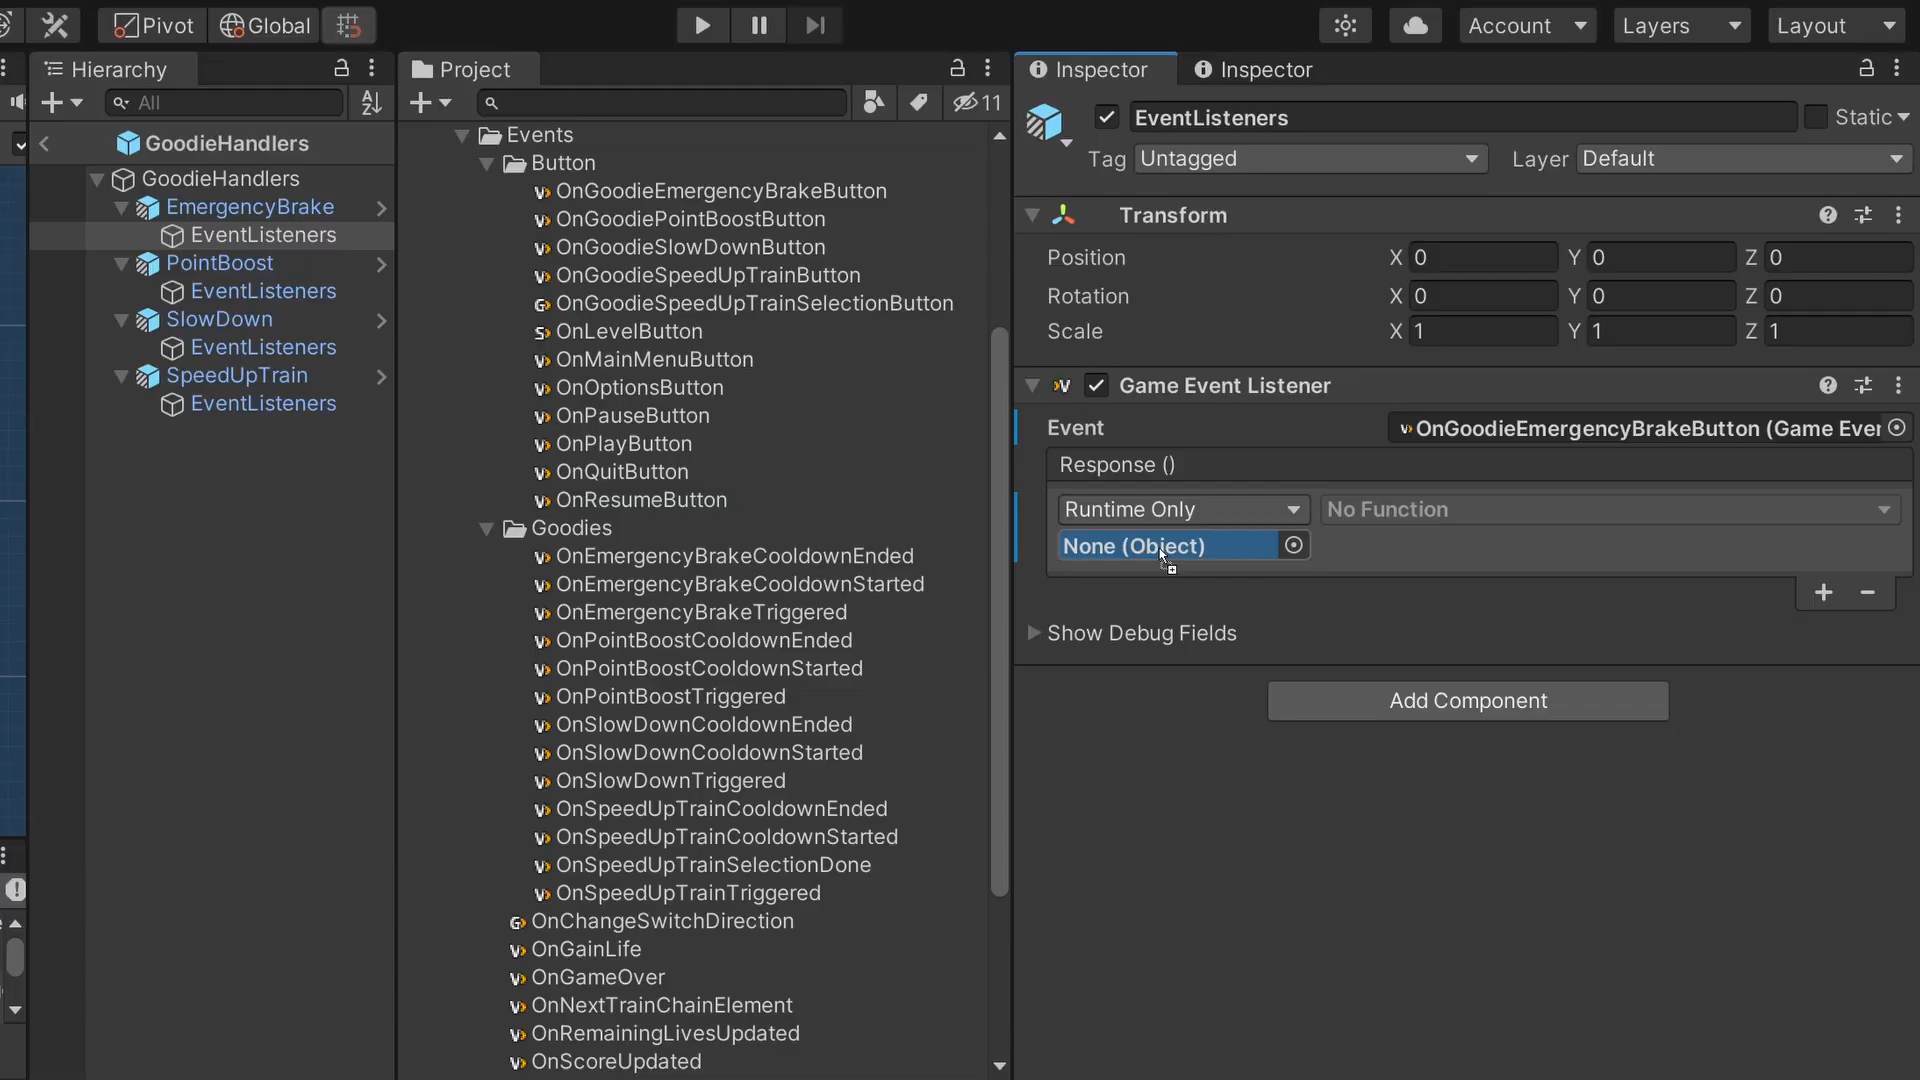 Pivot
Global
Account
Layers
Layout
Hierarchy
All
GoodieHandlers
GoodieHandlers
EmergencyBrake
EventListeners
PointBoost
EventListeners
SlowDown
EventListeners
SpeedUpTrain
EventListeners
Project
11
Events
Button
OnGoodieEmergencyBrakeButton
OnGoodiePointBoostButton
OnGoodieSlowDownButton
OnGoodieSpeedUpTrainButton
OnGoodieSpeedUpTrainSelectionButton
OnLevelButton
OnMainMenuButton
OnOptionsButton
OnPauseButton
OnPlayButton
OnQuitButton
OnResumeButton
Goodies
OnEmergencyBrakeCooldownEnded
OnEmergencyBrakeCooldownStarted
OnEmergencyBrakeTriggered
OnPointBoostCooldownEnded
OnPointBoostCooldownStarted
OnPointBoostTriggered
OnSlowDownCooldownEnded
OnSlowDownCooldownStarted
OnSlowDownTriggered
OnSpeedUpTrainCooldownEnded
OnSpeedUpTrainCooldownStarted
OnSpeedUpTrainSelectionDone
OnSpeedUpTrainTriggered
OnChangeSwitchDirection
OnGainLife
OnGameOver
OnNextTrainChainElement
OnRemainingLivesUpdated
OnScoreUpdated
Inspector
Inspector
EventListeners
Static
Tag Untagged Layer Default
Transform
Position X 0 Y 0 Z 0
Rotation X 0 Y 0 Z 0
Scale X 1 Y 1 Z 1
Game Event Listener
Event OnGoodieEmergencyBrakeButton (Game Ever
Response ()
Runtime Only No Function
None (Object)
Show Debug Fields
Add Component